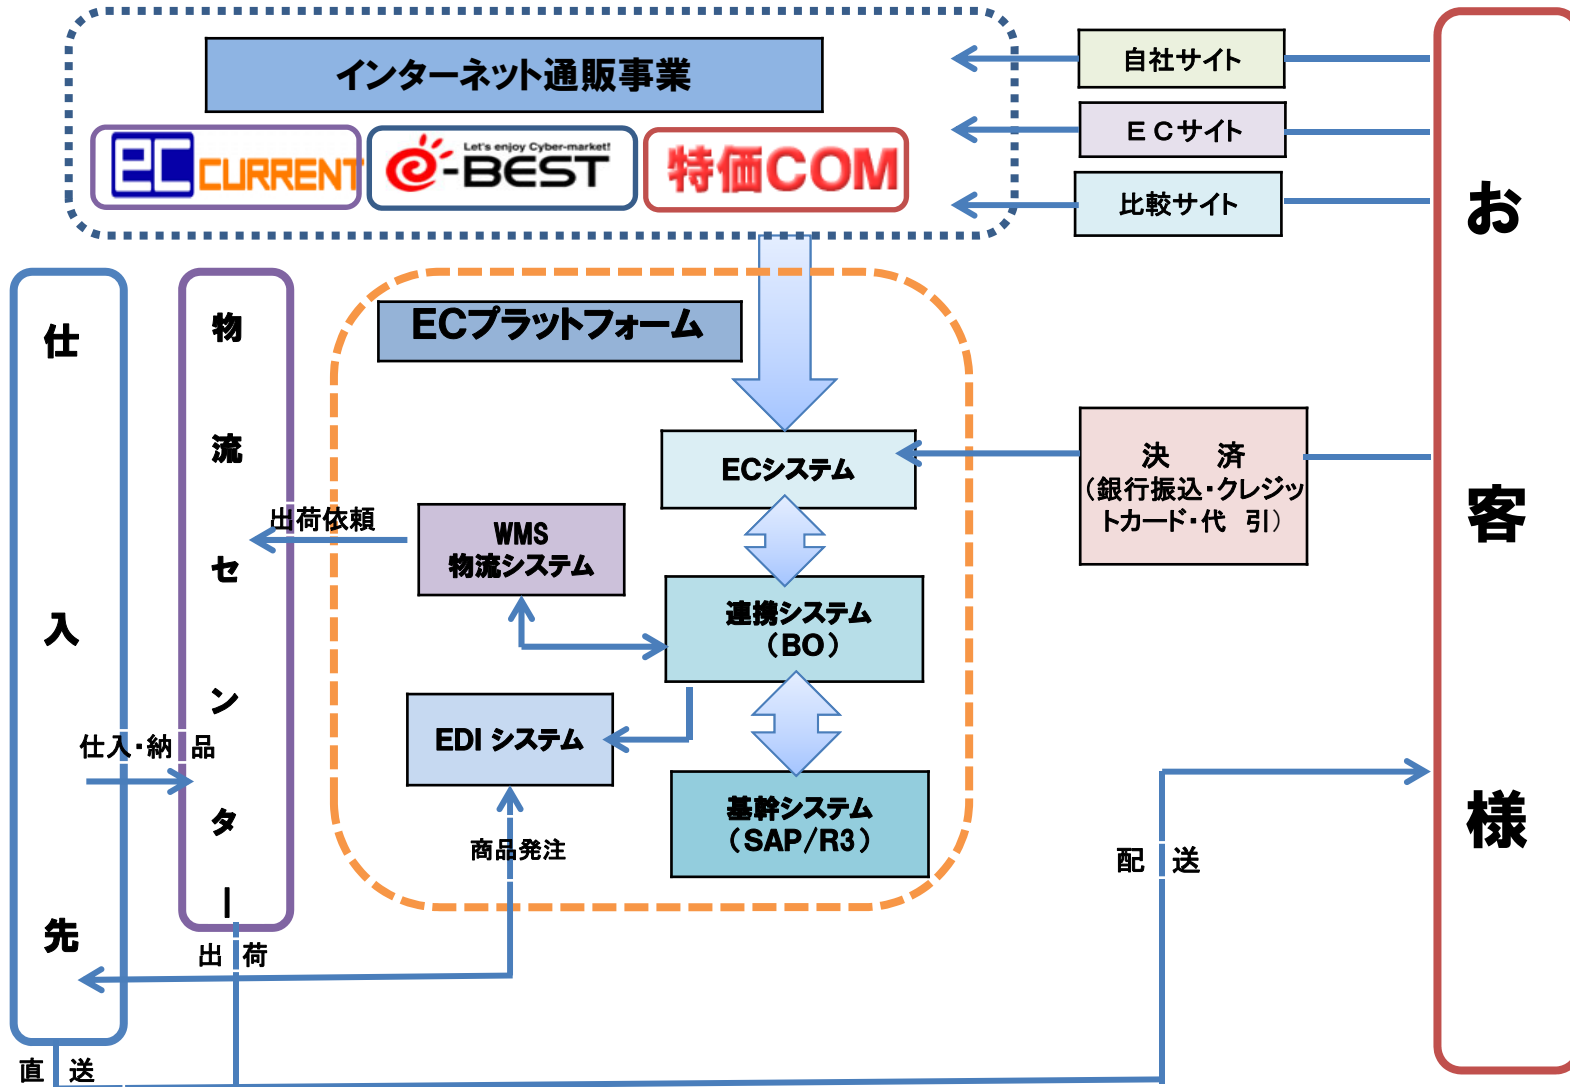 インターネット通販事業
EC CURRENT
Let's enjoy Cyber-market!
e-BEST
特価COM
自社サイト
ＥＣサイト
比較サイト
お客様
仕入先
物流センター
ECプラットフォーム
ECシステム
決　済
（銀行振込・クレジッ
トカード・代 引）
出荷依頼
WMS
物流システム
連携システム
（BO）
EDI システム
仕入・納 品
基幹システム
（SAP/R3）
商品発注
配 送
出 荷
直 送